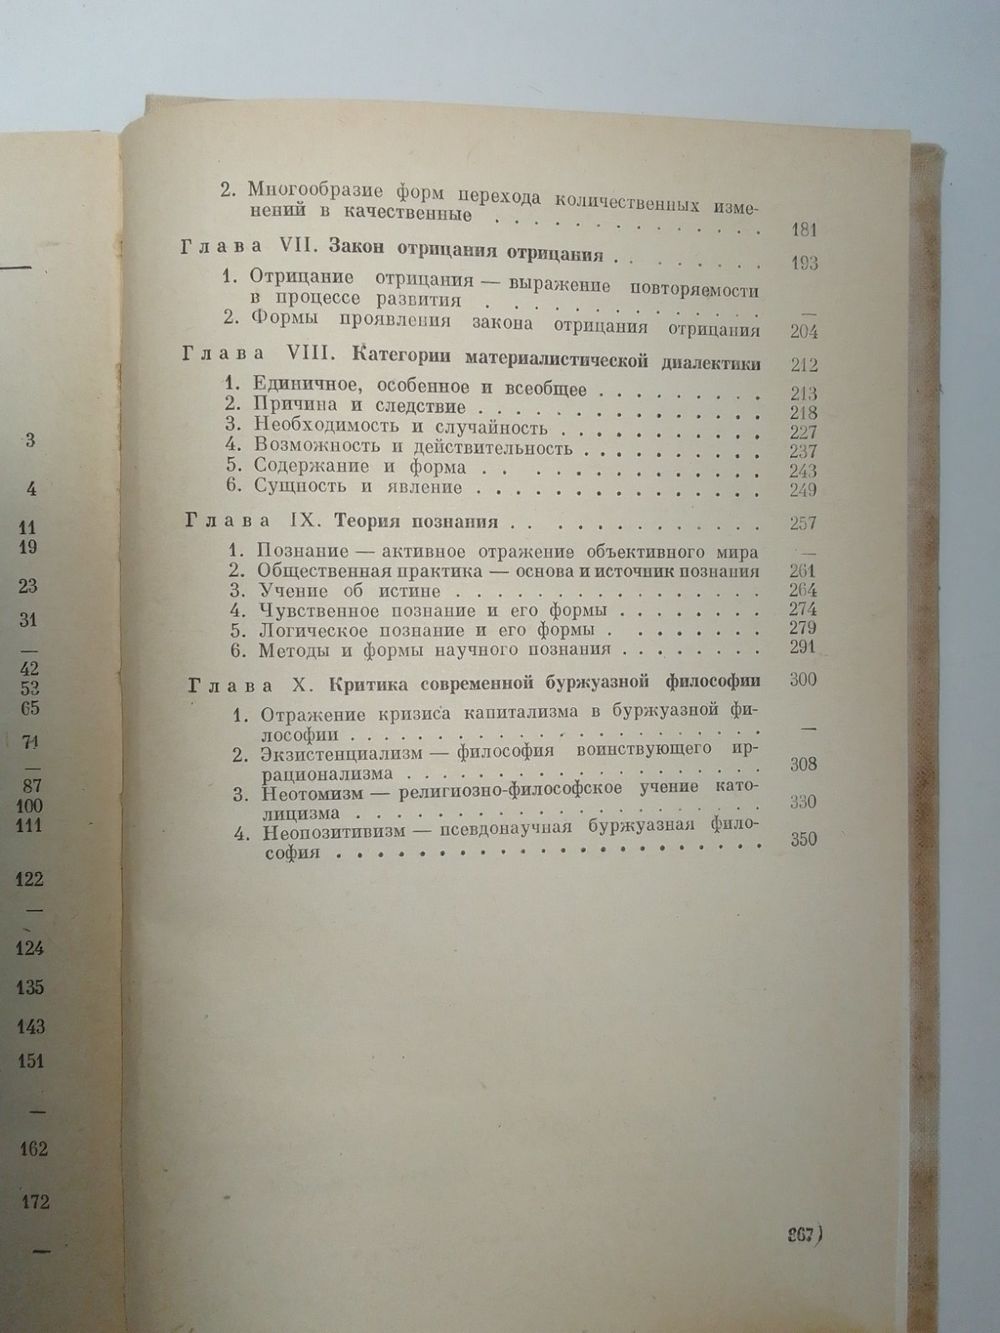 3
4
11
19
23
31
—
42
53
65
71
—
87
100
111
122
—
124
135
143
151
—
162
172
—
2. Многообразие форм перехода количественных изме-
нений в качественные . . . . . . . . . . . . . 181
Глава VII. Закон отрицания отрицания . . . . . . . 193
1. Отрицание отрицания — выражение повторяемости
в процессе развития . . . . . . . . . . . . . —
2. Формы проявления закона отрицания отрицания 204
Глава VIII. Категории материалистической диалектики 212
1. Единичное, особенное и всеобщее . . . . . . . . . 213
2. Причина и следствие . . . . . . . . . . . . . . . 218
3. Необходимость и случайность . . . . . . . . . . . 227
4. Возможность и действительность . . . . . . . . . . 237
5. Содержание и форма . . . . . . . . . . . . . . 243
6. Сущность и явление . . . . . . . . . . . . . . . 249
Глава IX. Теория познания . . . . . . . . . . . . . 257
1. Познание — активное отражение объективного мира —
2. Общественная практика — основа и источник познания 261
3. Учение об истине . . . . . . . . . . . . . . . . 264
4. Чувственное познание и его формы . . . . . . . . 274
5. Логическое познание и его формы . . . . . . . . 279
6. Методы и формы научного познания . . . . . . . . 291
Глава X. Критика современной буржуазной философии 300
1. Отражение кризиса капитализма в буржуазной фи-
лософии . . . . . . . . . . . . . . . . . . . . —
2. Экзистенциализм — философия воинствующего ир-
рационализма . . . . . . . . . . . . . . . . . . 308
3. Неотомизм — религиозно-философское учение като-
лицизма . . . . . . . . . . . . . . . . . . . . 330
4. Неопозитивизм — псевдонаучная буржуазная фило-
софия . . . . . . . . . . . . . . . . . . . . . 350